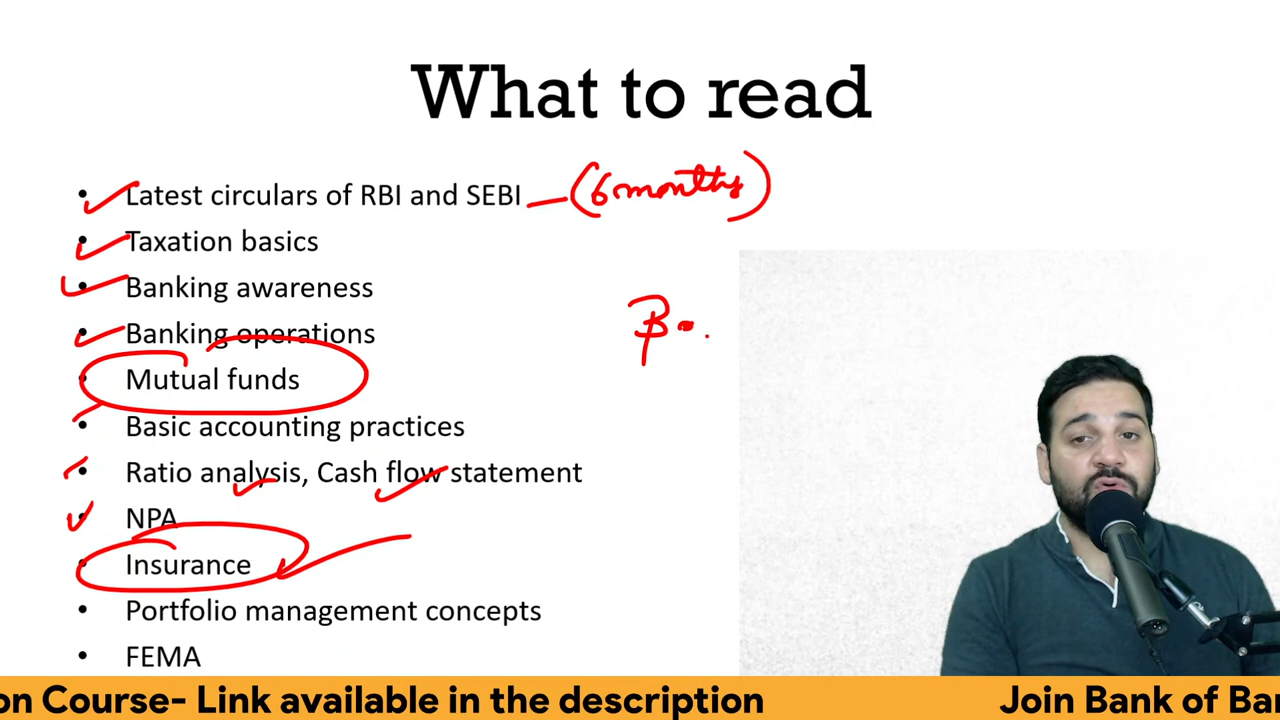 What to read
• Latest circulars of RBI and SEBI – (6 months)
• Taxation basics
• Banking awareness
• Banking operations
• Mutual funds
• Basic accounting practices
• Ratio analysis, Cash flow statement
• NPA
• Insurance
• Portfolio management concepts
• FEMA
on Course- Link available in the description Join Bank of Bar